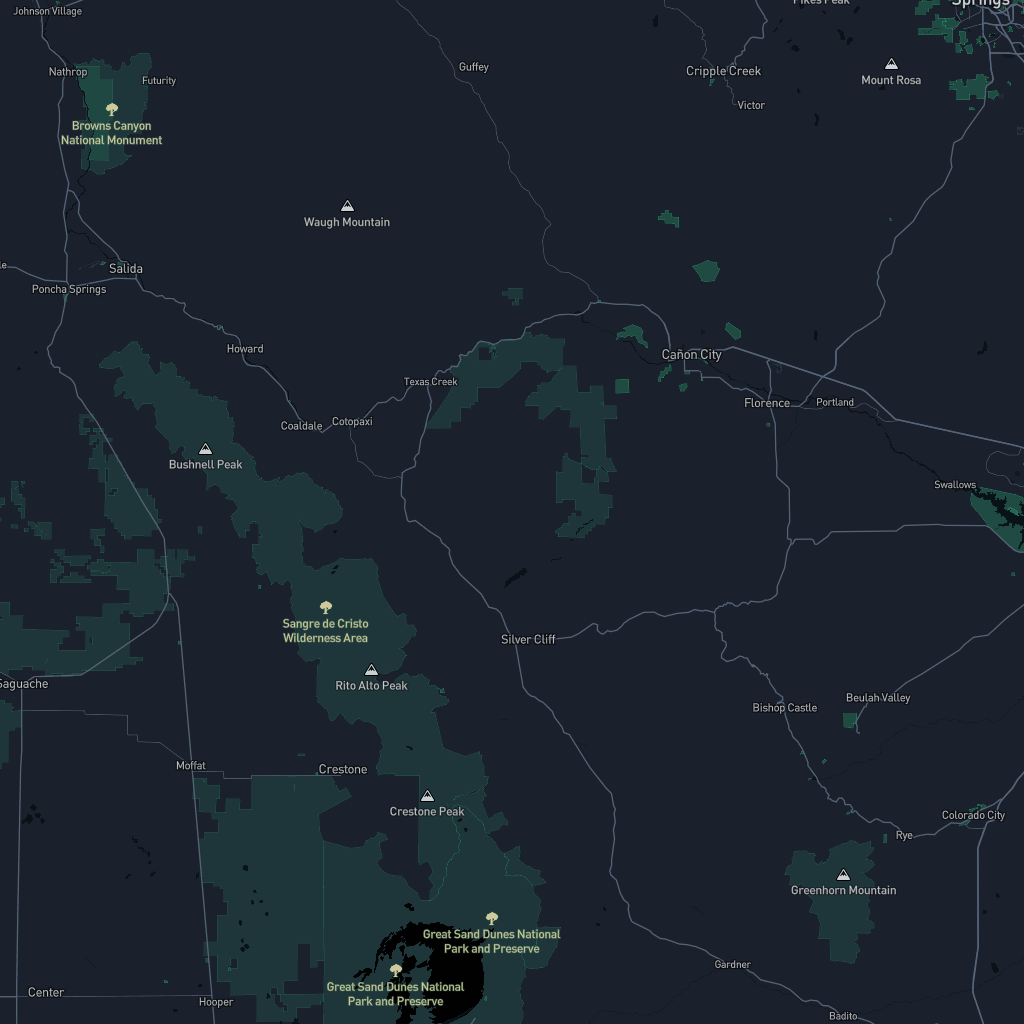 Pikes Peak
Springs
Johnson Village
Nathrop
Futurity
Guffey
Cripple Creek
Mount Rosa
Victor
Browns Canyon
National Monument
Waugh Mountain
Salida
Poncha Springs
Howard
Cañon City
Texas Creek
Florence
Portland
Coaldale
Cotopaxi
Bushnell Peak
Swallows
Sangre de Cristo
Wilderness Area
Silver Cliff
Saguache
Rito Alto Peak
Beulah Valley
Bishop Castle
Moffat
Crestone
Crestone Peak
Colorado City
Rye
Greenhorn Mountain
Great Sand Dunes National
Park and Preserve
Gardner
Great Sand Dunes National
Park and Preserve
Center
Hooper
Badito